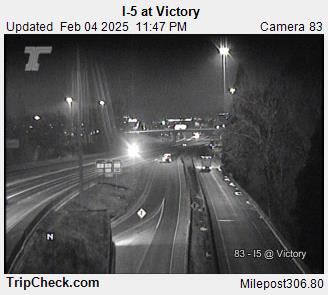 I-5 at Victory
Updated  Feb 04 2025  11:47 PM
Camera 83
T
N
83 - I5 @ Victory
TripCheck.com
Milepost306.80